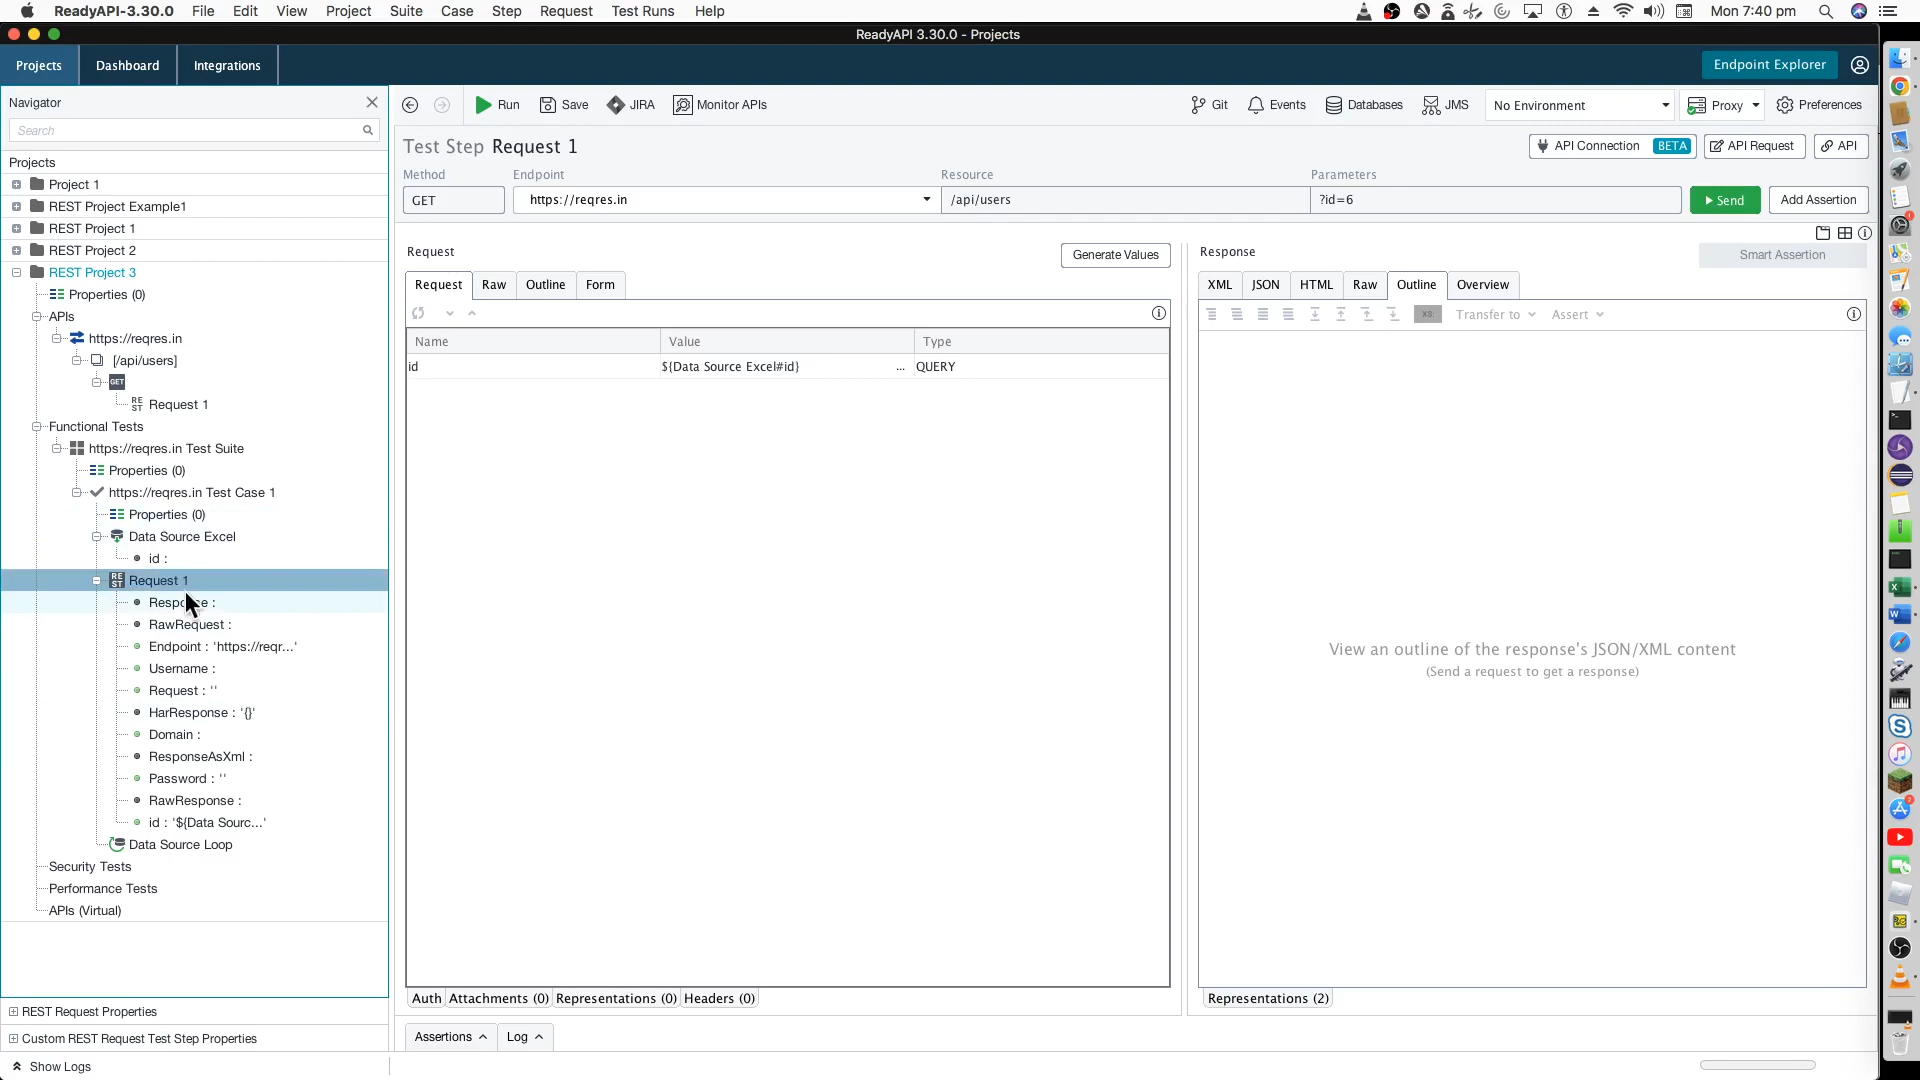 ReadyAPI-3.30.0 File Edit View Project Suite Case Step Request Test Runs Help Mon 7:40 pm
ReadyAPI 3.30.0 - Projects
Projects Dashboard Integrations Endpoint Explorer
Navigator
Search
Projects
Project 1
REST Project Example1
REST Project 1
REST Project 2
REST Project 3
Properties (0)
APIs
https://reqres.in
[/api/users]
GET
REST Request 1
Functional Tests
https://reqres.in Test Suite
Properties (0)
https://reqres.in Test Case 1
Properties (0)
Data Source Excel
id :
REST Request 1
Response :
RawRequest :
Endpoint : 'https://reqr...'
Username :
Request : ''
HarResponse : '{}'
Domain :
ResponseAsXml :
Password : ''
RawResponse :
id : '${Data Sourc...'
Data Source Loop
Security Tests
Performance Tests
APIs (Virtual)
REST Request Properties
Custom REST Request Test Step Properties
Show Logs
Run Save JIRA Monitor APIs Git Events Databases JMS No Environment Proxy Preferences
Test Step Request 1 API Connection BETA API Request API
Method Endpoint Resource Parameters
GET https://reqres.in /api/users ?id=6 Send Add Assertion
Request Generate Values
Request Raw Outline Form
Name Value Type
id ${Data Source Excel#id} ... QUERY
Auth Attachments (0) Representations (0) Headers (0)
Response Smart Assertion
XML JSON HTML Raw Outline Overview
XS: Transfer to Assert
View an outline of the response's JSON/XML content
(Send a request to get a response)
Representations (2)
Assertions Log